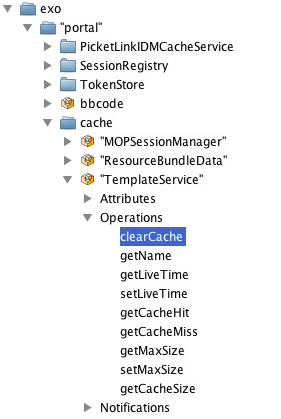 exo
"portal"
PicketLinkIDMCacheService
SessionRegistry
TokenStore
bbcode
cache
"MOPSessionManager"
"ResourceBundleData"
"TemplateService"
Attributes
Operations
clearCache
getName
getLiveTime
setLiveTime
getCacheHit
getCacheMiss
getMaxSize
setMaxSize
getCacheSize
Notifications